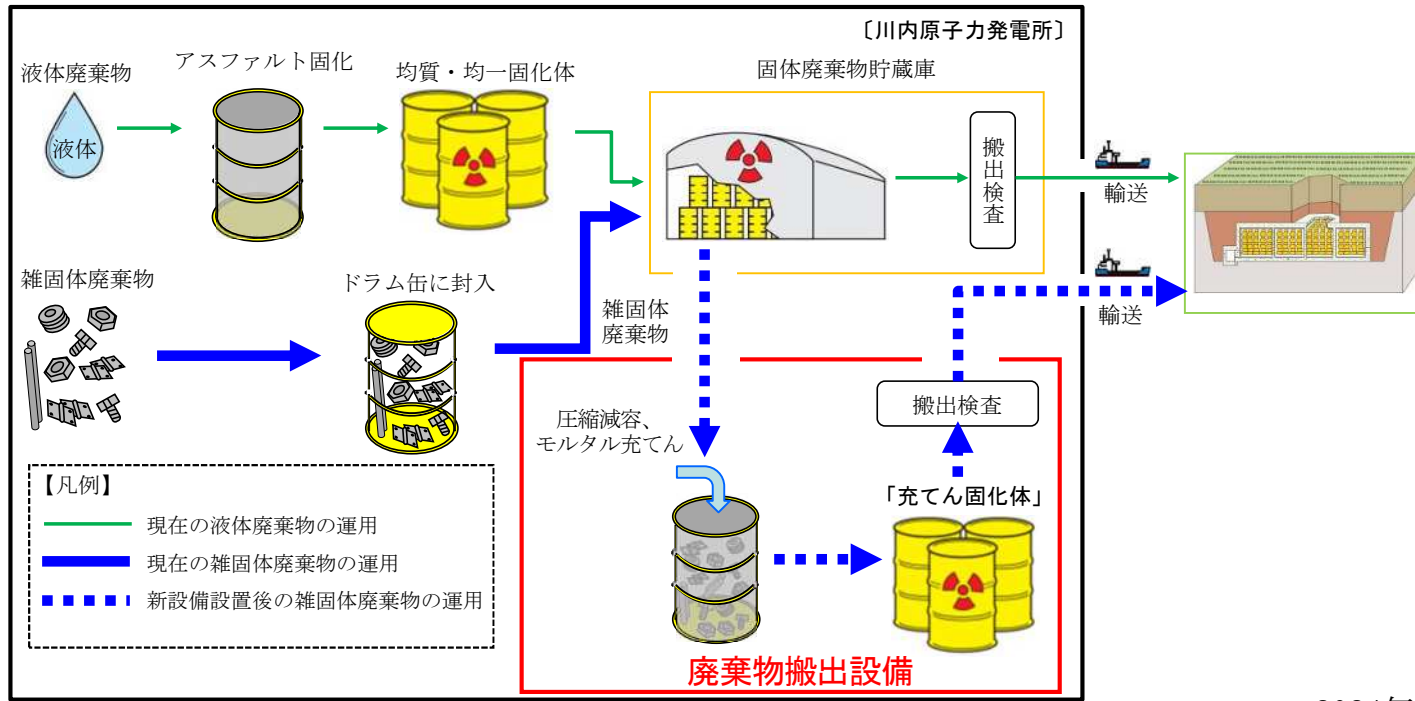 〔川内原子力発電所〕
液体廃棄物
アスファルト固化
均質・均一固化体
固体廃棄物貯蔵庫
液体
搬出検査
輸送
雑固体廃棄物
ドラム缶に封入
雑固体
廃棄物
輸送
搬出検査
圧縮減容、
モルタル充てん
「充てん固化体」
廃棄物搬出設備
【凡例】
現在の液体廃棄物の運用
現在の雑固体廃棄物の運用
新設備設置後の雑固体廃棄物の運用